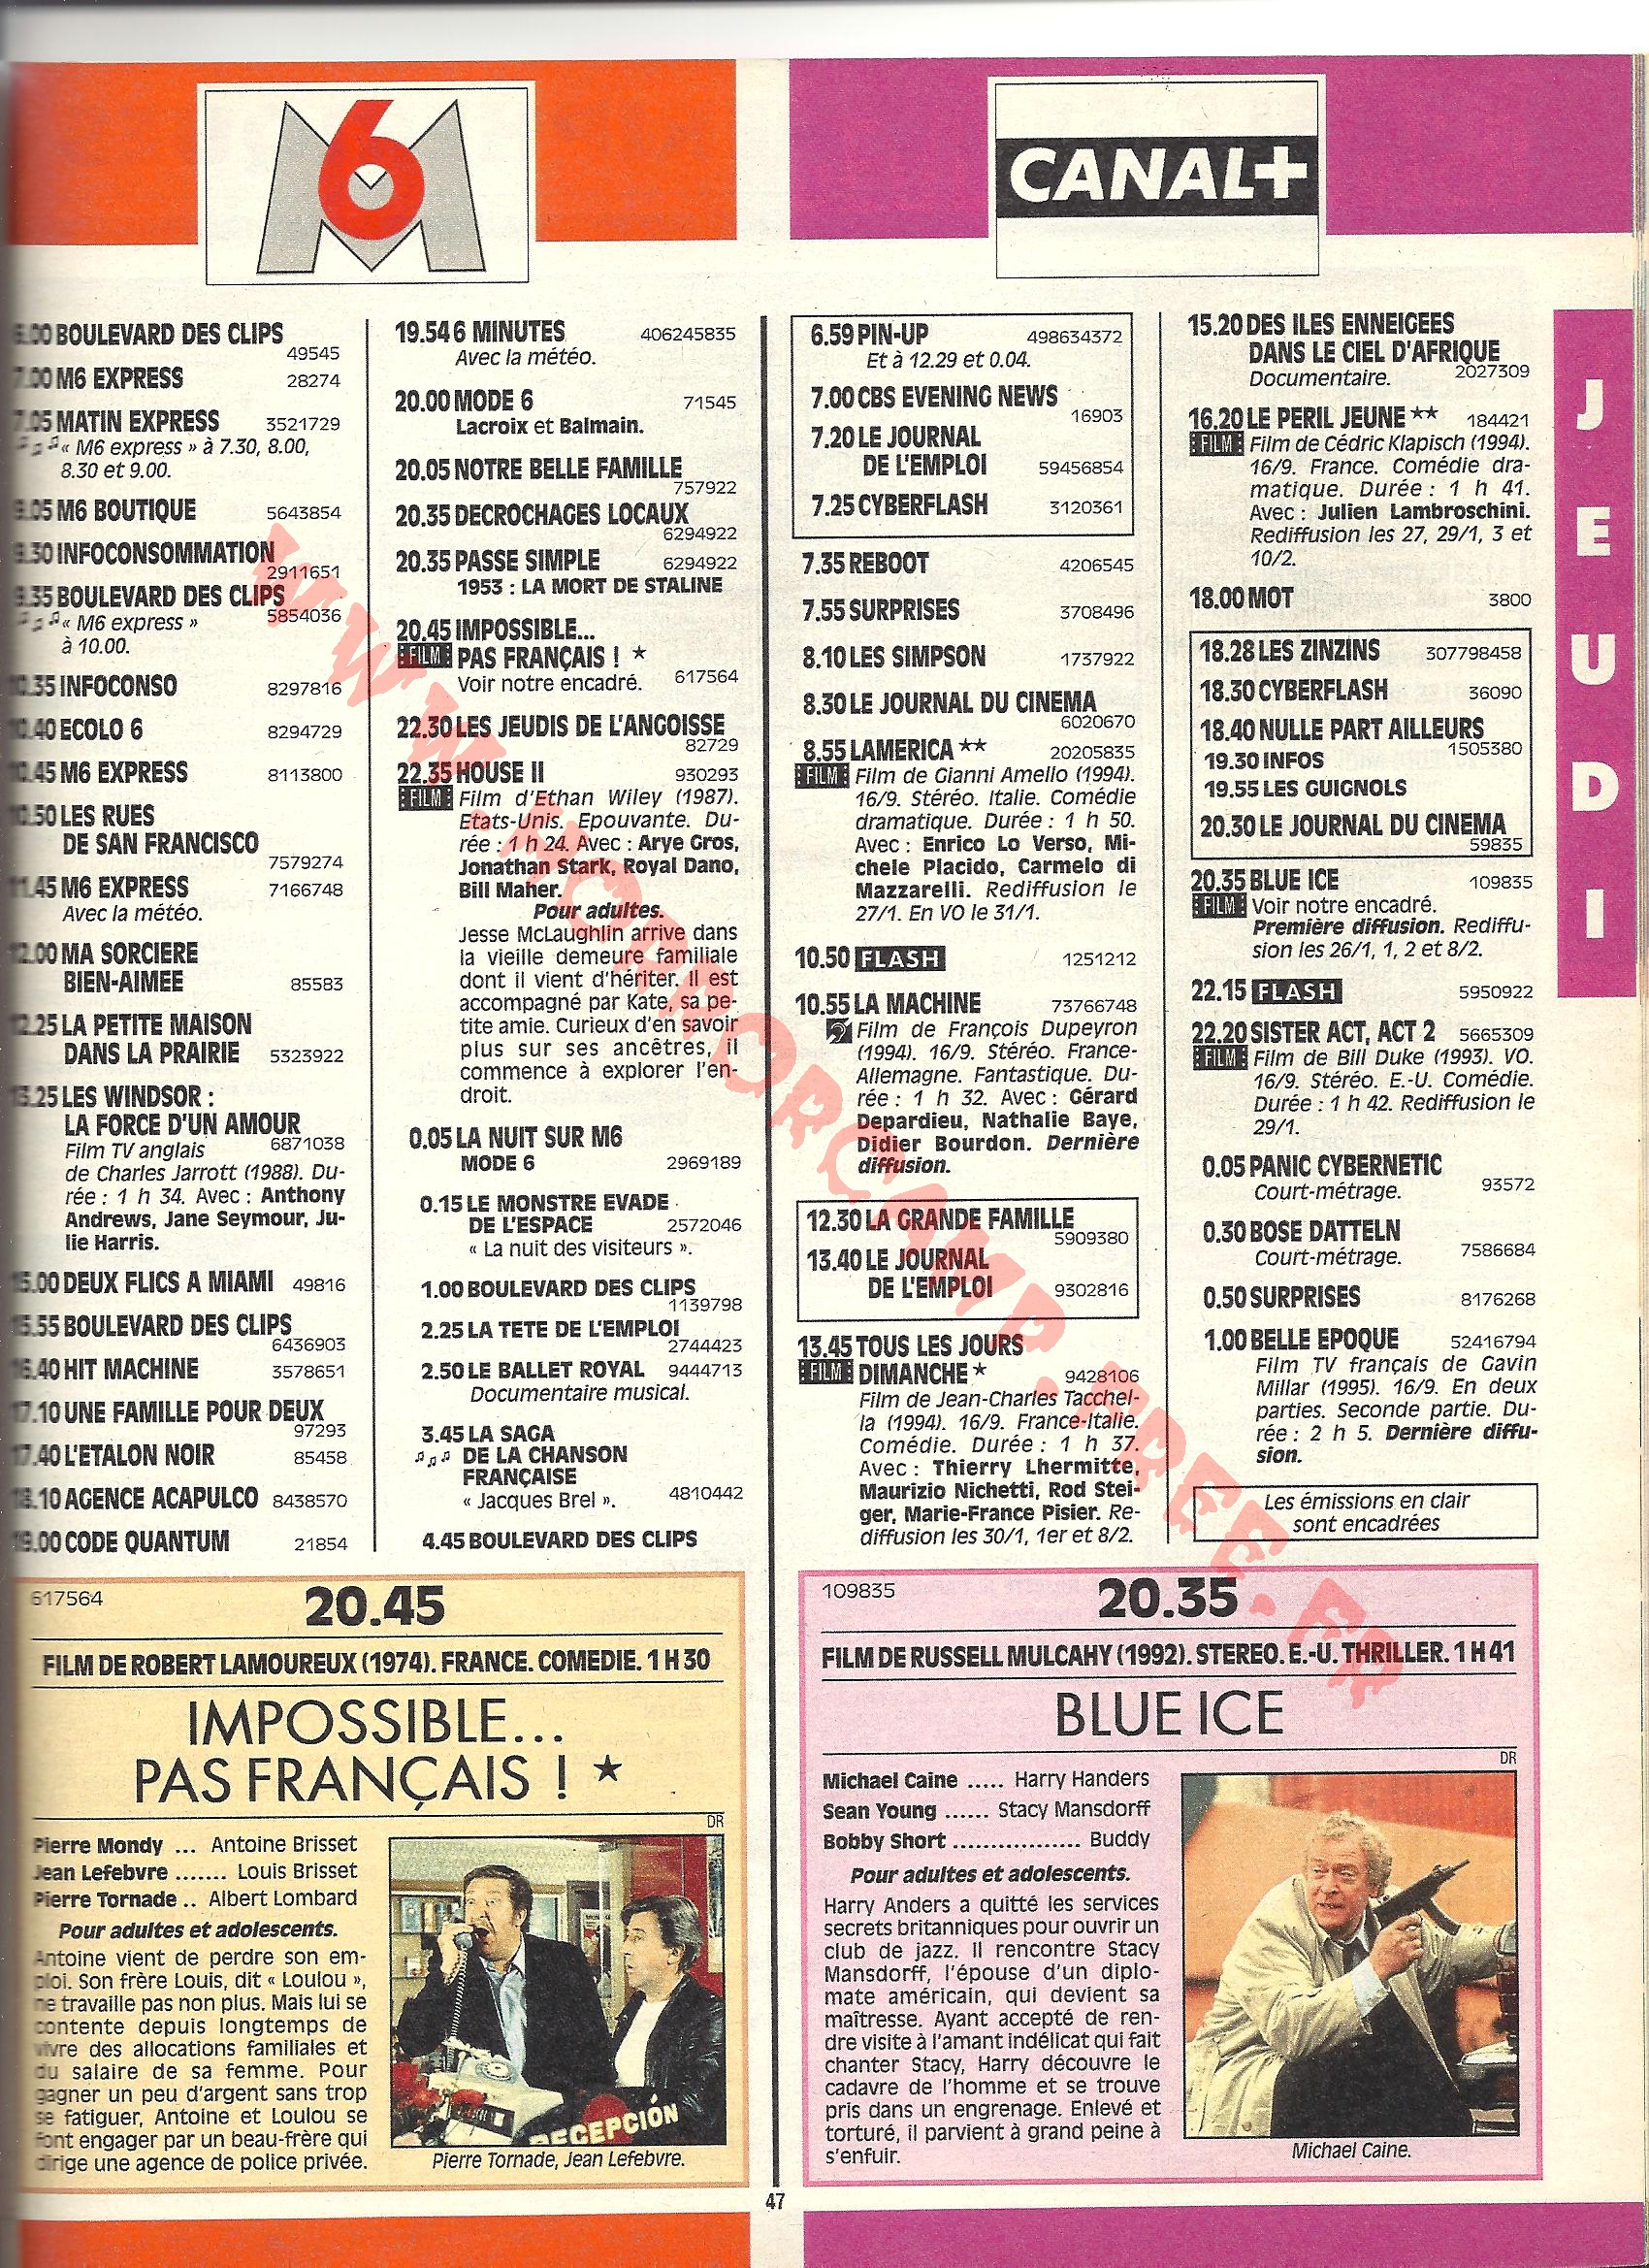 M6
CANAL+
6.00 BOULEVARD DES CLIPS
49545
7.00 M6 EXPRESS 28274
7.05 MATIN EXPRESS 3521729
« M6 express » à 7.30, 8.00,
8.30 et 9.00.
9.05 M6 BOUTIQUE 5643854
9.30 INFOCONSOMMATION
2911651
9.35 BOULEVARD DES CLIPS
« M6 express » 5854036
à 10.00.
10.35 INFOCONSO 8297816
10.40 ECOLO 6 8294729
10.45 M6 EXPRESS 8113800
10.50 LES RUES
DE SAN FRANCISCO
7579274
11.45 M6 EXPRESS 7166748
Avec la météo.
12.00 MA SORCIERE
BIEN-AIMEE 85583
12.25 LA PETITE MAISON
DANS LA PRAIRIE 5323922
13.25 LES WINDSOR :
LA FORCE D'UN AMOUR
Film TV anglais 6871038
de Charles Jarrott (1988). Du-
rée : 1 h 34. Avec : Anthony
Andrews, Jane Seymour, Ju-
lie Harris.
15.00 DEUX FLICS A MIAMI 49816
15.55 BOULEVARD DES CLIPS
6436903
16.40 HIT MACHINE 3578651
17.10 UNE FAMILLE POUR DEUX
97293
17.40 L'ETALON NOIR 85458
18.10 AGENCE ACAPULCO 8438570
19.00 CODE QUANTUM 21854
19.54 6 MINUTES 406245835
Avec la météo.
20.00 MODE 6 71545
Lacroix et Balmain.
20.05 NOTRE BELLE FAMILLE
757922
20.35 DECROCHAGES LOCAUX
6294922
20.35 PASSE SIMPLE 6294922
1953 : LA MORT DE STALINE
20.45 IMPOSSIBLE...
FILM PAS FRANÇAIS ! ★
Voir notre encadré. 617564
22.30 LES JEUDIS DE L'ANGOISSE
82729
22.35 HOUSE II 930293
FILM Film d'Ethan Wiley (1987).
Etats-Unis. Epouvante. Du-
rée : 1 h 24. Avec : Arye Gros,
Jonathan Stark, Royal Dano,
Bill Maher.
Pour adultes.
Jesse McLaughlin arrive dans
la vieille demeure familiale
dont il vient d'hériter. Il est
accompagné par Kate, sa pe-
tite amie. Curieux d'en savoir
plus sur ses ancêtres, il
commence à explorer l'en-
droit.
0.05 LA NUIT SUR M6
MODE 6 2969189
0.15 LE MONSTRE EVADE
DE L'ESPACE 2572046
« La nuit des visiteurs ».
1.00 BOULEVARD DES CLIPS
1139798
2.25 LA TETE DE L'EMPLOI
2744423
2.50 LE BALLET ROYAL 9444713
Documentaire musical.
3.45 LA SAGA
DE LA CHANSON
FRANÇAISE
« Jacques Brel ». 4810442
4.45 BOULEVARD DES CLIPS
6.59 PIN-UP 498634372
Et à 12.29 et 0.04.
7.00 CBS EVENING NEWS
16903
7.20 LE JOURNAL
DE L'EMPLOI 59456854
7.25 CYBERFLASH 3120361
7.35 REBOOT 4206545
7.55 SURPRISES 3708496
8.10 LES SIMPSON 1737922
8.30 LE JOURNAL DU CINEMA
6020670
8.55 LAMERICA ★★ 20205835
FILM Film de Gianni Amello (1994).
16/9. Stéréo. Italie. Comédie
dramatique. Durée : 1 h 50.
Avec : Enrico Lo Verso, Mi-
chele Placido, Carmelo di
Mazzarelli. Rediffusion le
27/1. En VO le 31/1.
10.50 FLASH 1251212
10.55 LA MACHINE 73766748
Film de François Dupeyron
(1994). 16/9. Stéréo. France-
Allemagne. Fantastique. Du-
rée : 1 h 32. Avec : Gérard
Depardieu, Nathalie Baye,
Didier Bourdon. Dernière
diffusion.
12.30 LA GRANDE FAMILLE
5909380
13.40 LE JOURNAL
DE L'EMPLOI 9302816
13.45 TOUS LES JOURS
FILM DIMANCHE ★ 9428106
Film de Jean-Charles Tacchel-
la (1994). 16/9. France-Italie.
Comédie. Durée : 1 h 37.
Avec : Thierry Lhermitte,
Maurizio Nichetti, Rod Stei-
ger, Marie-France Pisier. Re-
diffusion les 30/1, 1er et 8/2.
15.20 DES ILES ENNEIGEES
DANS LE CIEL D'AFRIQUE
Documentaire. 2027309
16.20 LE PERIL JEUNE ★★ 184421
FILM Film de Cédric Klapisch (1994).
16/9. France. Comédie dra-
matique. Durée : 1 h 41.
Avec : Julien Lambroschini.
Rediffusion les 27, 29/1, 3 et
10/2.
18.00 MOT 3800
18.28 LES ZINZINS 307798458
18.30 CYBERFLASH 36090
18.40 NULLE PART AILLEURS
1505380
19.30 INFOS
19.55 LES GUIGNOLS
20.30 LE JOURNAL DU CINEMA
59835
20.35 BLUE ICE 109835
FILM Voir notre encadré.
Première diffusion. Rediffu-
sion les 26/1, 1, 2 et 8/2.
22.15 FLASH 5950922
22.20 SISTER ACT, ACT 2 5665309
FILM Film de Bill Duke (1993). VO.
16/9. Stéréo. E.-U. Comédie.
Durée : 1 h 42. Rediffusion le
29/1.
0.05 PANIC CYBERNETIC
Court-métrage. 93572
0.30 BOSE DATTELN
Court-métrage. 7586684
0.50 SURPRISES 8176268
1.00 BELLE EPOQUE 52416794
Film TV français de Gavin
Millar (1995). 16/9. En deux
parties. Seconde partie. Du-
rée : 2 h 5. Dernière diffu-
sion.
Les émissions en clair
sont encadrées
JEUDI
617564 20.45
FILM DE ROBERT LAMOUREUX (1974). FRANCE. COMEDIE. 1 H 30
IMPOSSIBLE...
PAS FRANÇAIS ! ★
DR
Pierre Mondy ... Antoine Brisset
Jean Lefebvre ....... Louis Brisset
Pierre Tornade .. Albert Lombard
Pour adultes et adolescents.
Antoine vient de perdre son em-
ploi. Son frère Louis, dit « Loulou »,
ne travaille pas non plus. Mais lui se
contente depuis longtemps de
vivre des allocations familiales et
du salaire de sa femme. Pour
gagner un peu d'argent sans trop
se fatiguer, Antoine et Loulou se
font engager par un beau-frère qui
dirige une agence de police privée.
RECEPCIÓN
Pierre Tornade, Jean Lefebvre.
109835 20.35
FILM DE RUSSELL MULCAHY (1992). STEREO. E.-U. THRILLER. 1 H 41
BLUE ICE
DR
Michael Caine ..... Harry Handers
Sean Young ...... Stacy Mansdorff
Bobby Short ................. Buddy
Pour adultes et adolescents.
Harry Anders a quitté les services
secrets britanniques pour ouvrir un
club de jazz. Il rencontre Stacy
Mansdorff, l'épouse d'un diplo-
mate américain, qui devient sa
maîtresse. Ayant accepté de ren-
dre visite à l'amant indélicat qui fait
chanter Stacy, Harry découvre le
cadavre de l'homme et se trouve
pris dans un engrenage. Enlevé et
torturé, il parvient à grand peine à
s'enfuir.
Michael Caine.
47